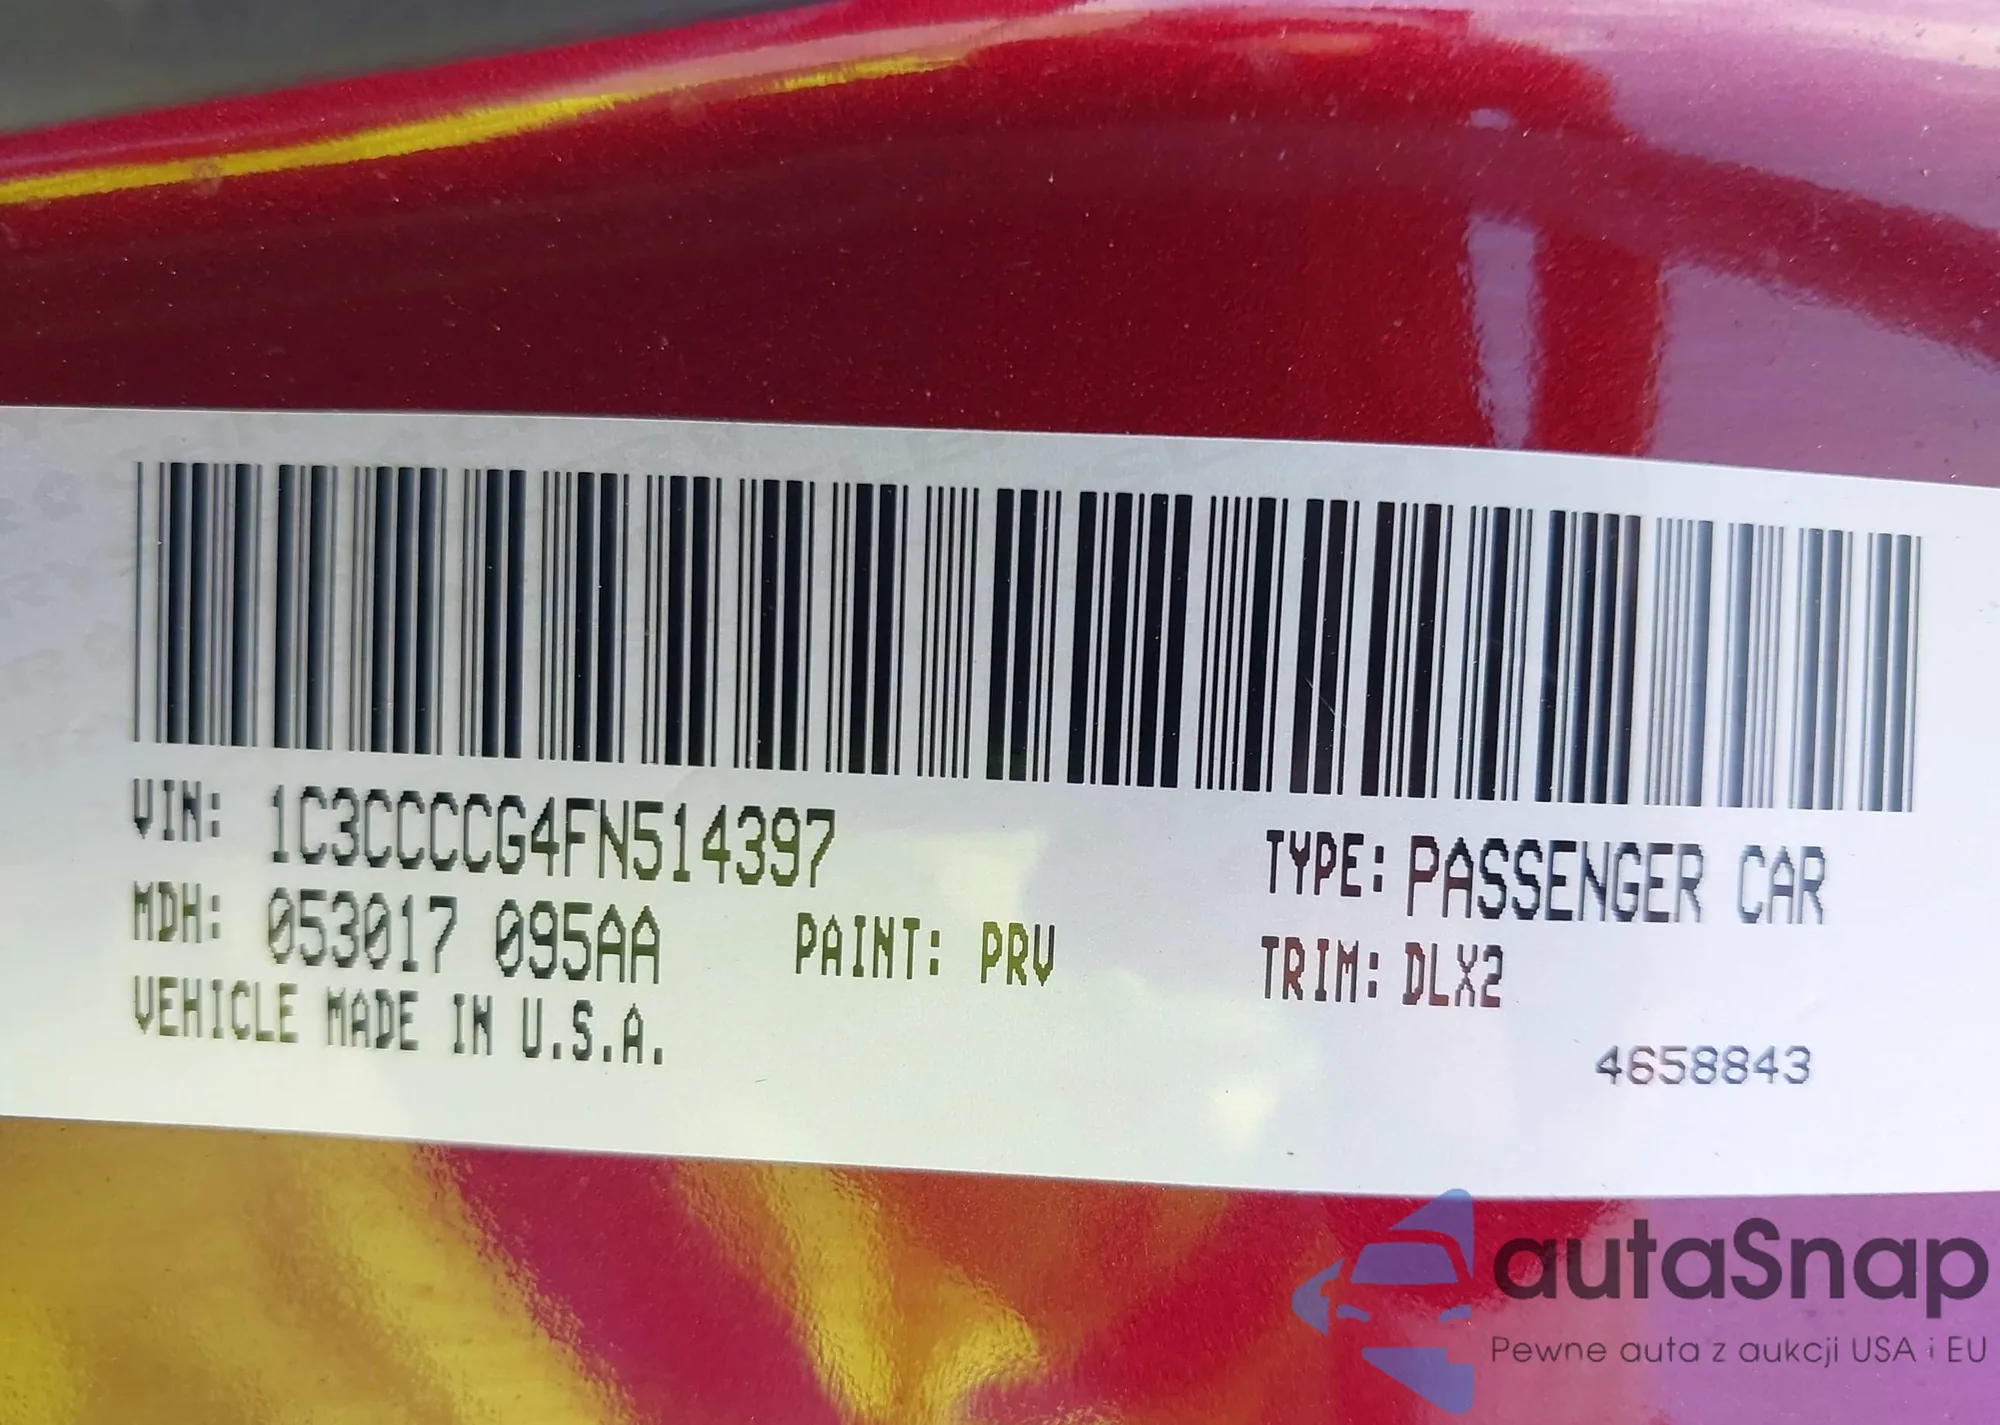 VIN: 1C3CCCCG4FN514397
TYPE: PASSENGER CAR
MDH: 053017 095AA
PAINT: PRV
TRIM: DLX2
VEHICLE MADE IN U.S.A.
4658843
autaSnap
Pewne auta z aukcji USA i EU